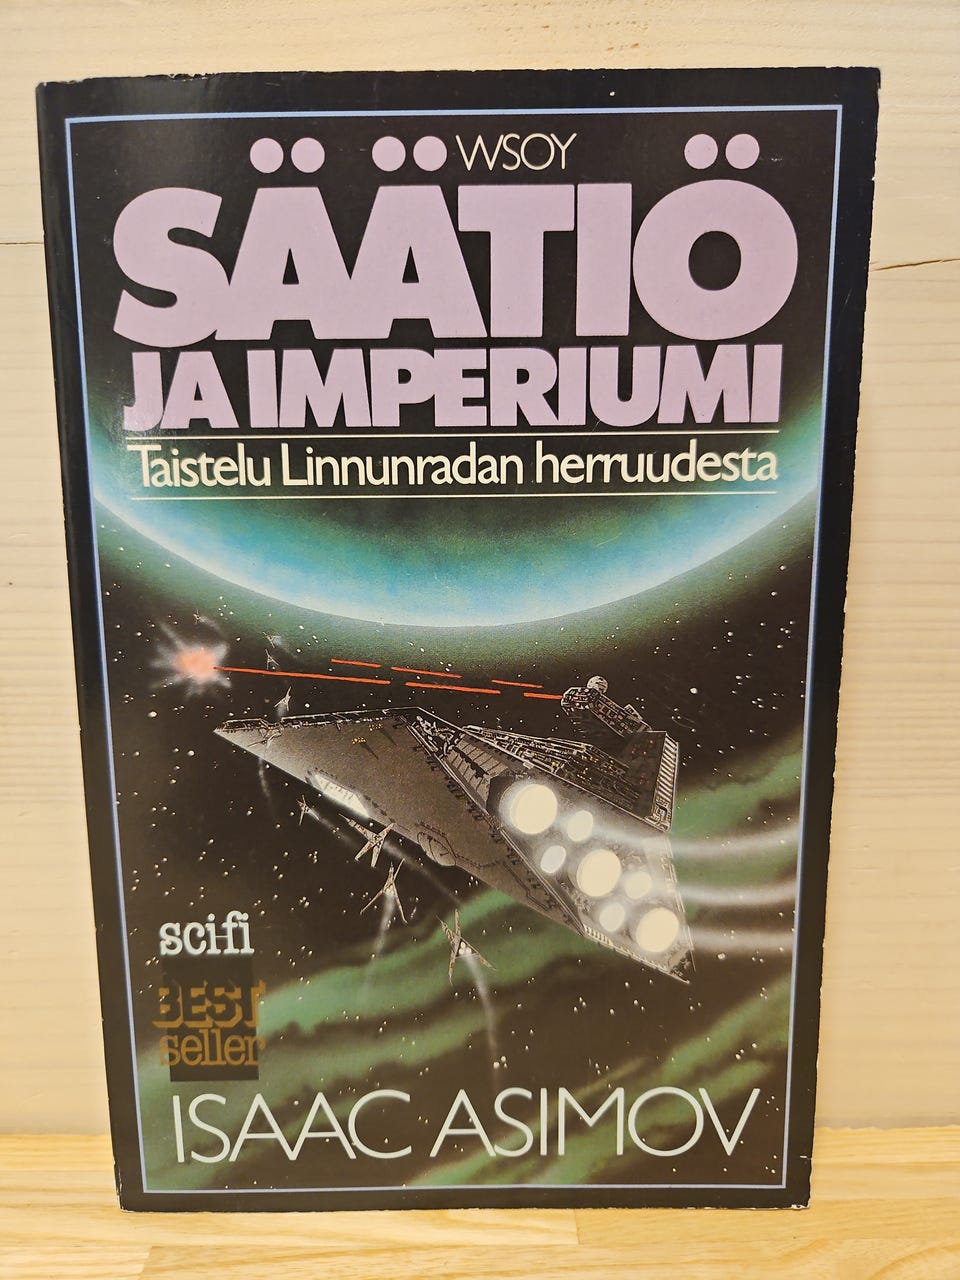 WSOY
SÄÄTIÖ
JA IMPERIUMI
Taistelu Linnunradan herruudesta
scifi
BEST
seller
ISAAC ASIMOV